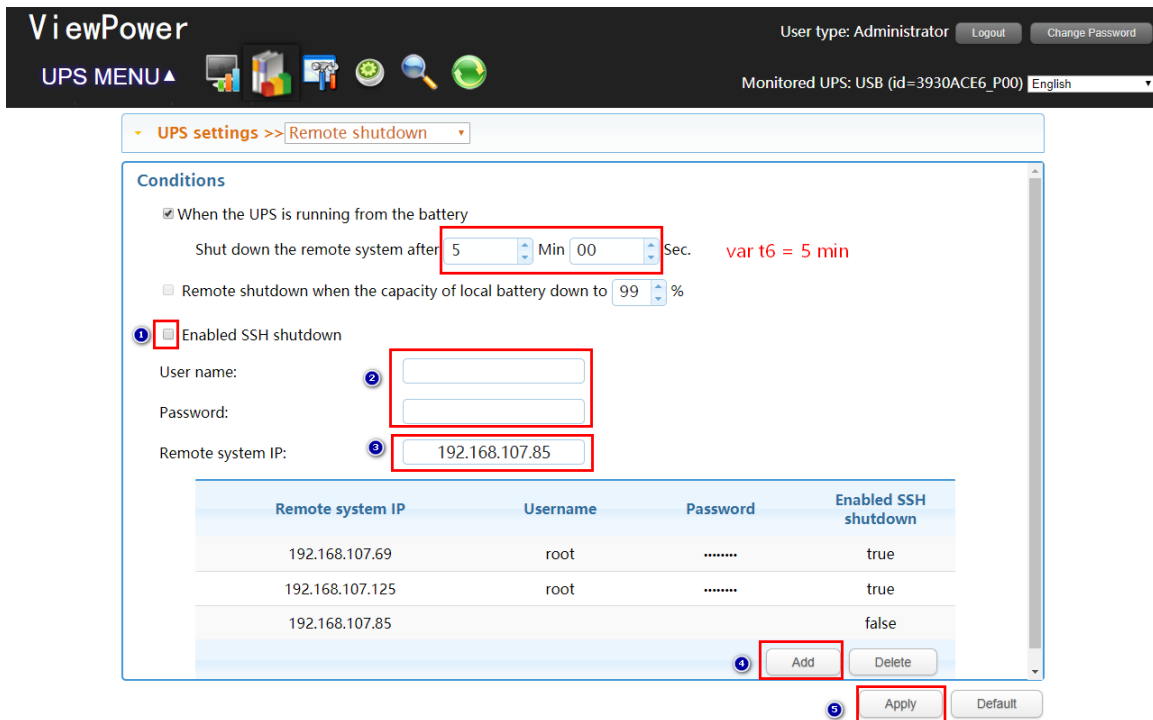 ViewPower
User type: Administrator Logout Change Password
UPS MENU▲
Monitored UPS: USB (id=3930ACE6_P00) English
UPS settings >> Remote shutdown
Conditions
When the UPS is running from the battery
Shut down the remote system after 5 Min 00 Sec. var t6 = 5 min
Remote shutdown when the capacity of local battery down to 99 %
1 Enabled SSH shutdown
User name:
2
Password:
Remote system IP: 3 192.168.107.85
Remote system IP Username Password Enabled SSH shutdown
192.168.107.69 root •••••••• true
192.168.107.125 root •••••••• true
192.168.107.85 false
4 Add Delete
5 Apply Default